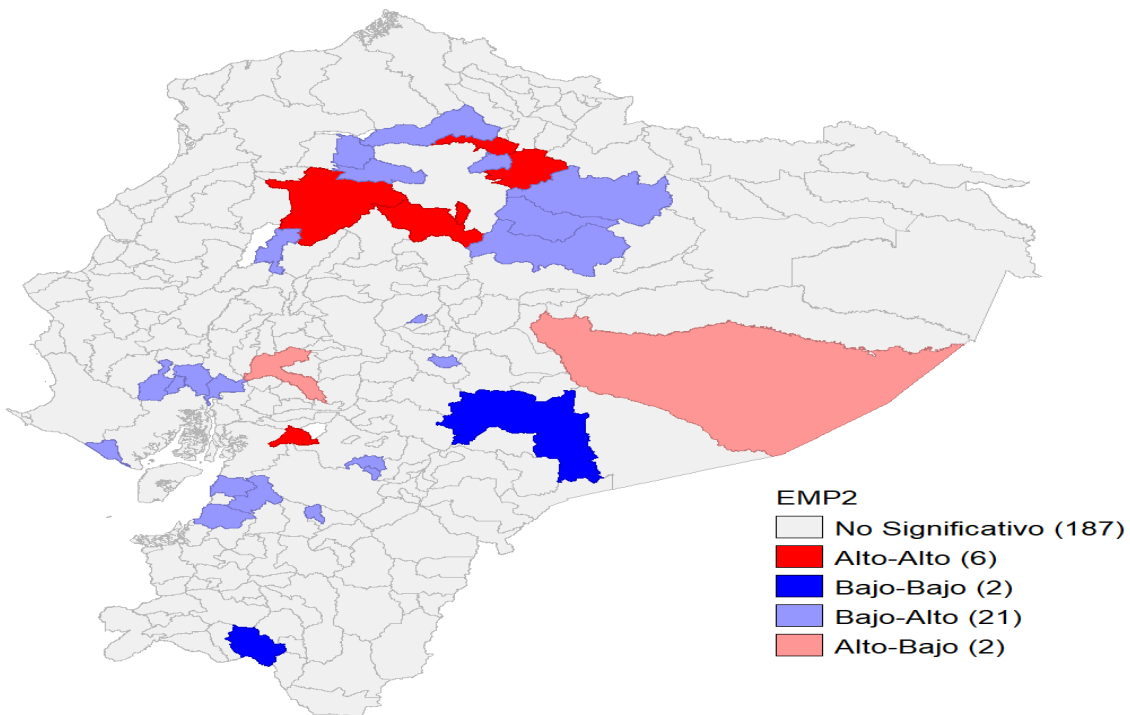 EMP2
No Significativo (187)
Alto-Alto (6)
Bajo-Bajo (2)
Bajo-Alto (21)
Alto-Bajo (2)